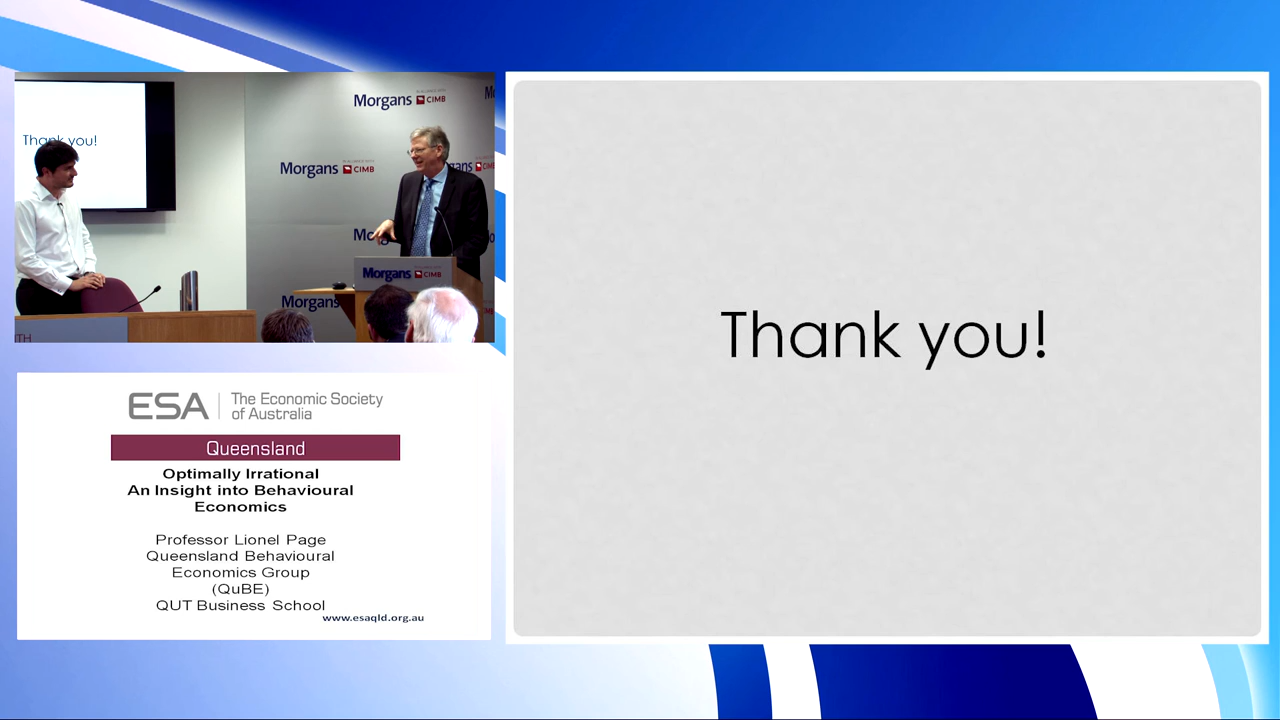 Thank you!
Morgans CIMB
Morgans CIMB
Morgans CIMB
Morgans
ESA The Economic Society
of Australia
Queensland
Optimally Irrational
An Insight into Behavioural
Economics
Professor Lionel Page
Queensland Behavioural
Economics Group
(QuBE)
QUT Business School
www.esaqld.org.au
Thank you!